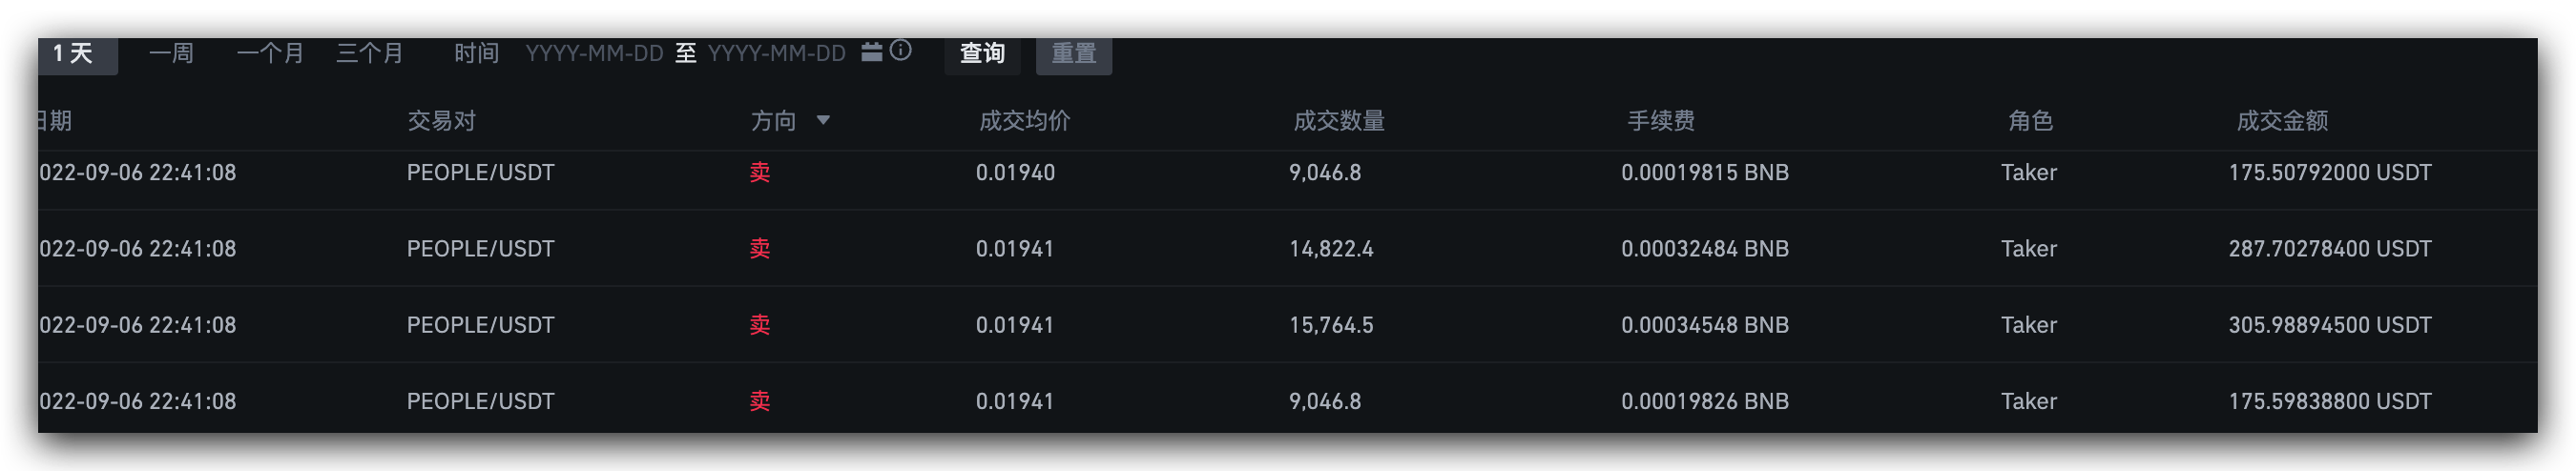 1天 一周 一个月 三个月 时间 YYYY-MM-DD 至 YYYY-MM-DD 查询 重置
日期 交易对 方向 成交均价 成交数量 手续费 角色 成交金额
022-09-06 22:41:08 PEOPLE/USDT 卖 0.01940 9,046.8 0.00019815 BNB Taker 175.50792000 USDT
022-09-06 22:41:08 PEOPLE/USDT 卖 0.01941 14,822.4 0.00032484 BNB Taker 287.70278400 USDT
022-09-06 22:41:08 PEOPLE/USDT 卖 0.01941 15,764.5 0.00034548 BNB Taker 305.98894500 USDT
022-09-06 22:41:08 PEOPLE/USDT 卖 0.01941 9,046.8 0.00019826 BNB Taker 175.59838800 USDT